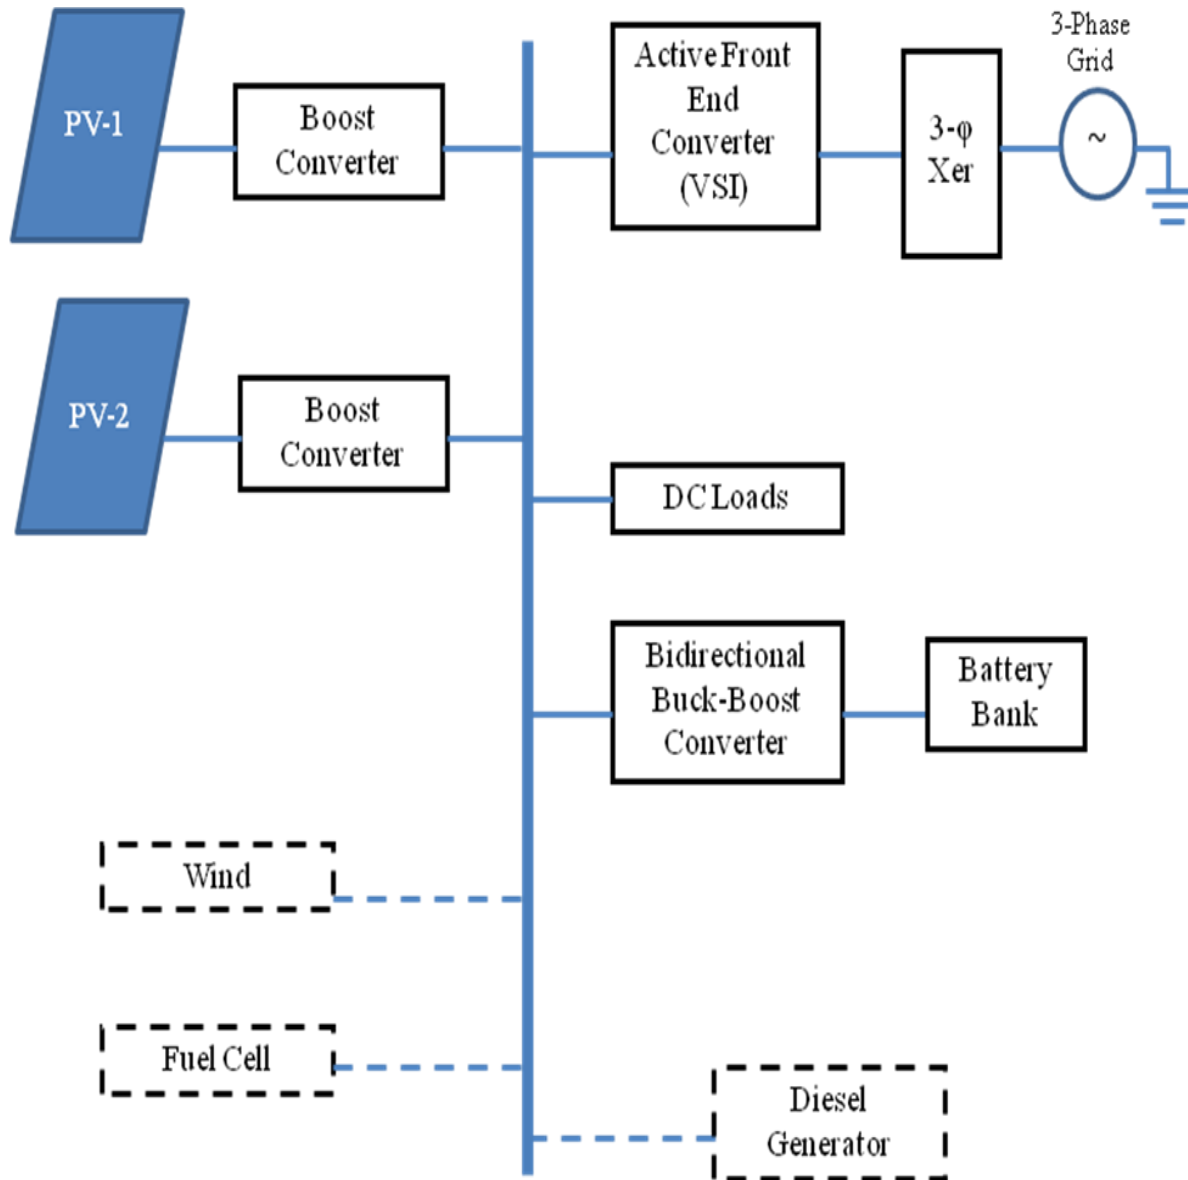 PV-1
Boost
Converter
Active Front
End
Converter
(VSI)
3-φ
Xer
3-Phase
Grid
~
PV-2
Boost
Converter
DC Loads
Bidirectional
Buck-Boost
Converter
Battery
Bank
Wind
Fuel Cell
Diesel
Generator